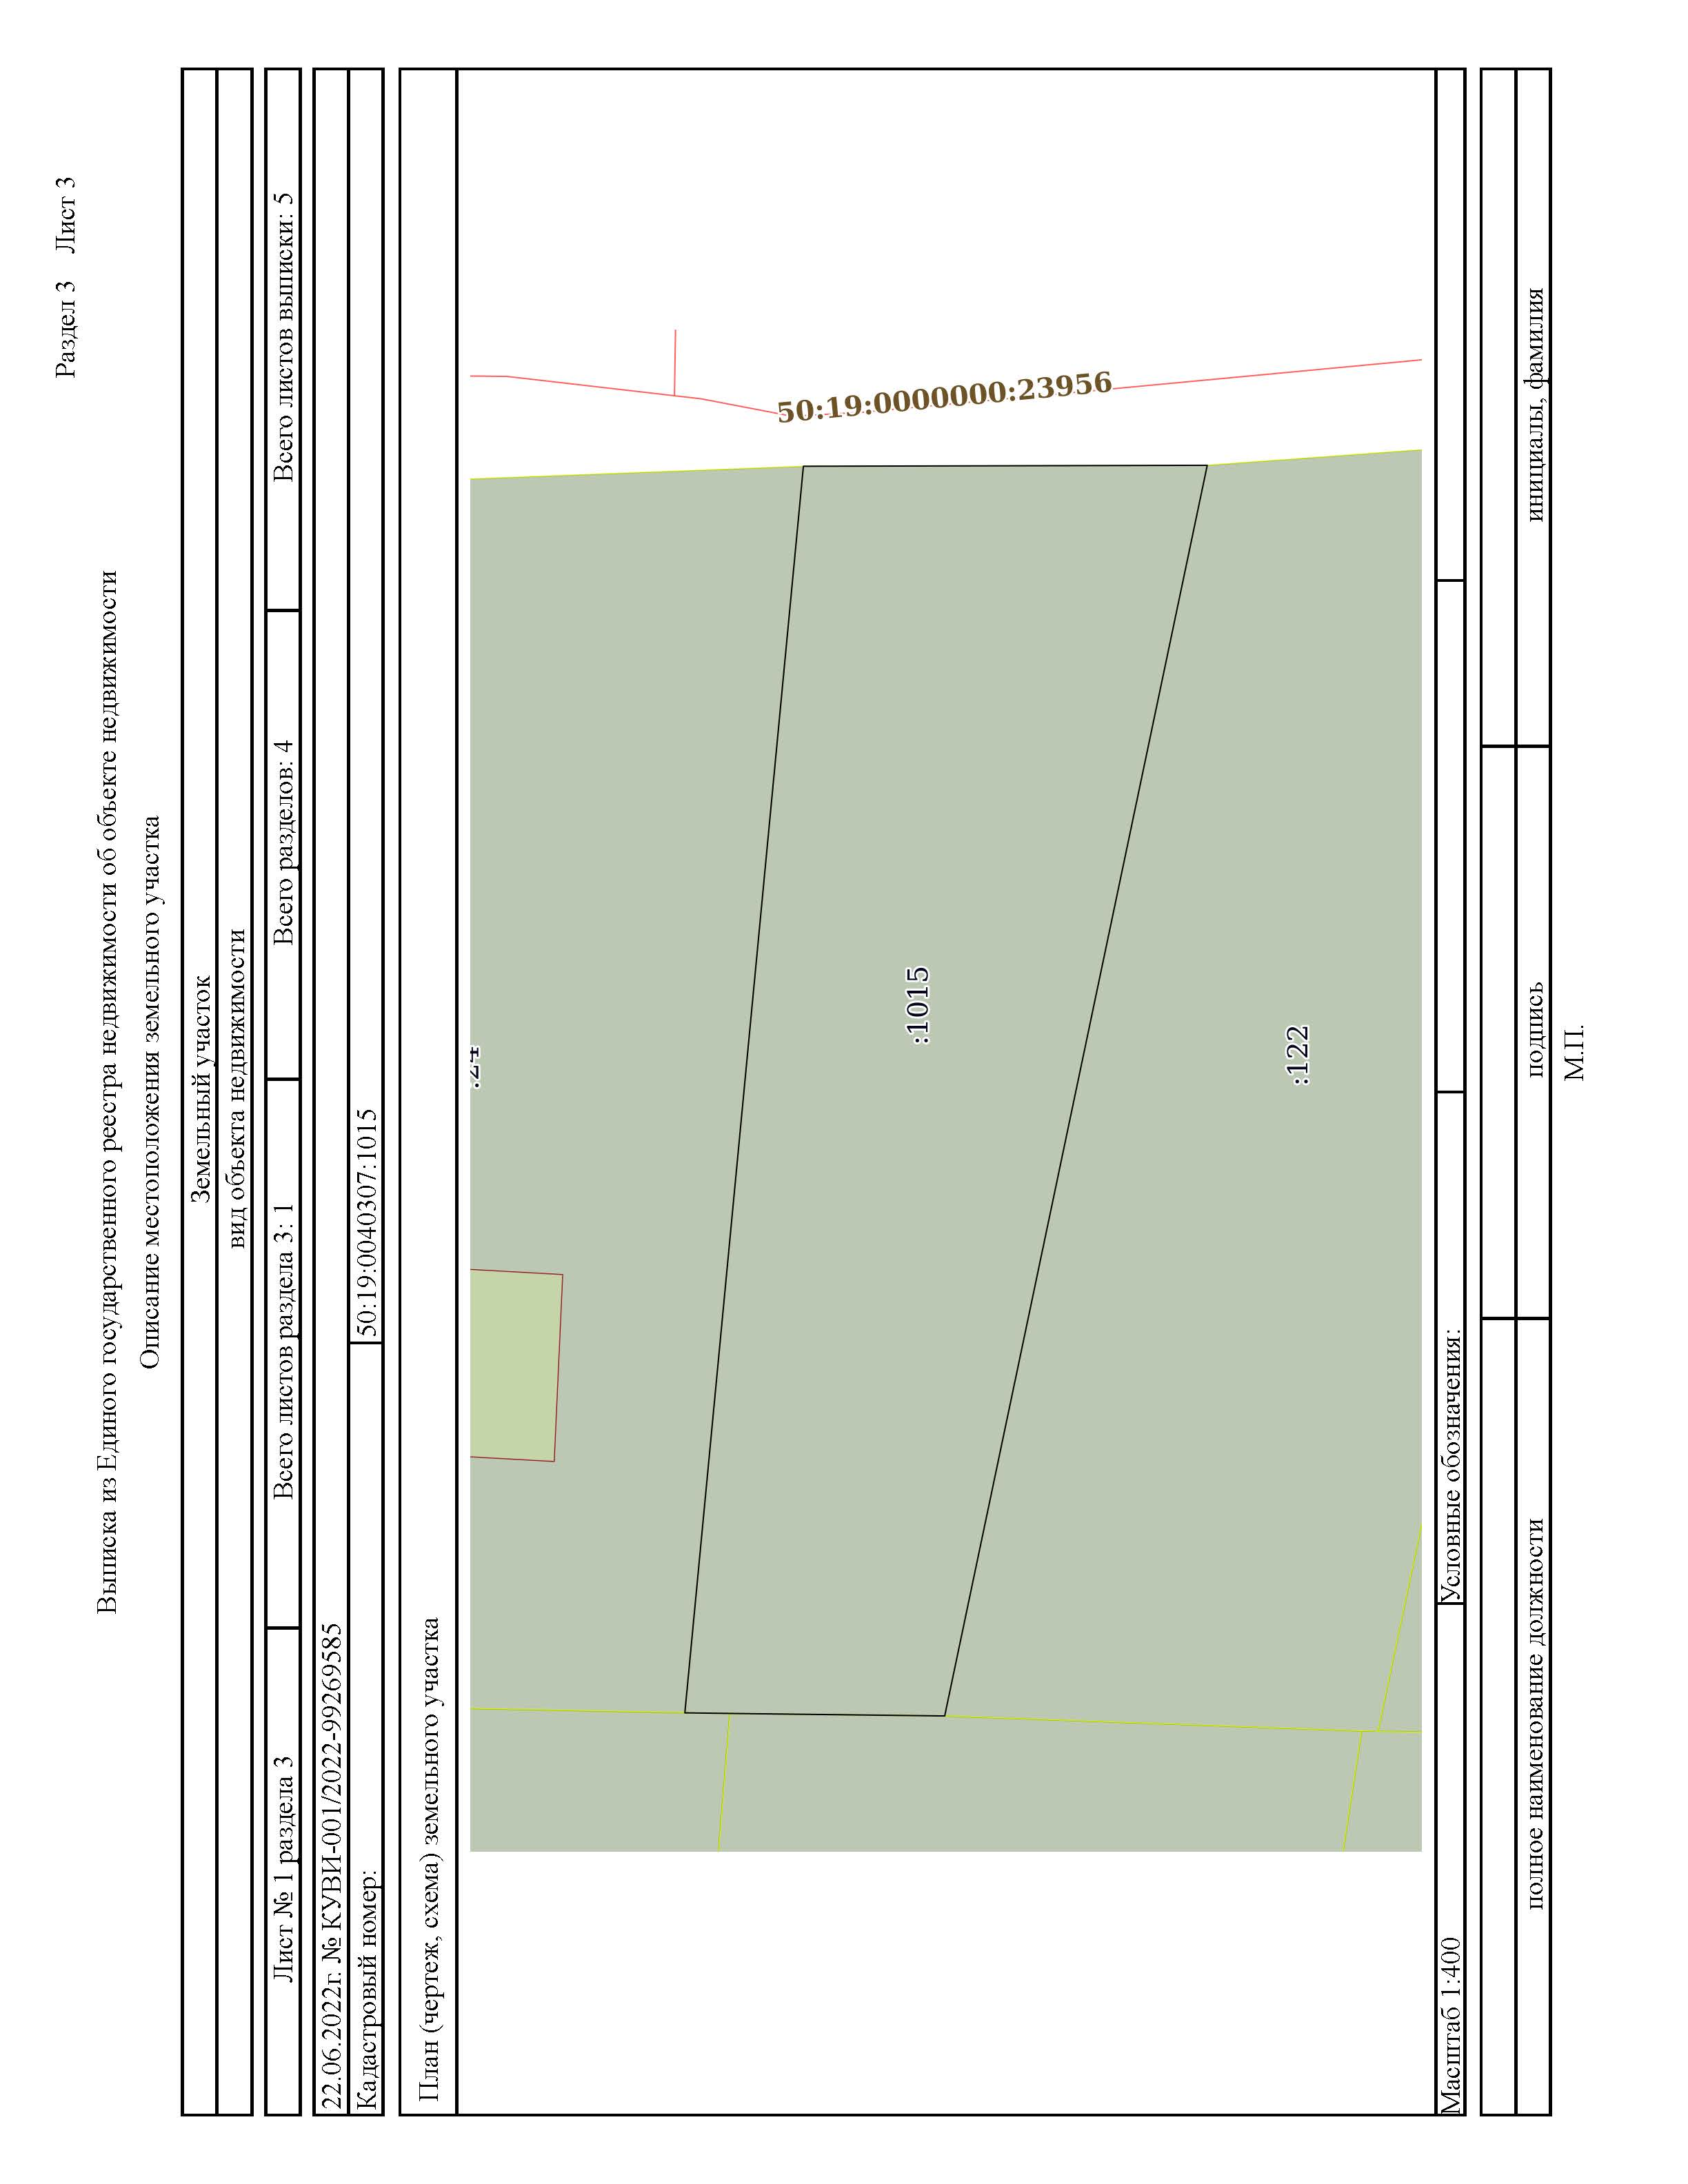 Раздел 3 Лист 3
Выписка из Единого государственного реестра недвижимости об объекте недвижимости
Описание местоположения земельного участка
Земельный участок
вид объекта недвижимости
Лист № 1 раздела 3 Всего листов раздела 3: 1 Всего разделов: 4 Всего листов выписки: 5
22.06.2022г. № КУВИ-001/2022-99269585
Кадастровый номер: 50:19:0040307:1015
План (чертеж, схема) земельного участка
50:19:0000000:23956
:1015
:122
Масштаб 1:400 Условные обозначения:
полное наименование должности подпись инициалы, фамилия
М.П.